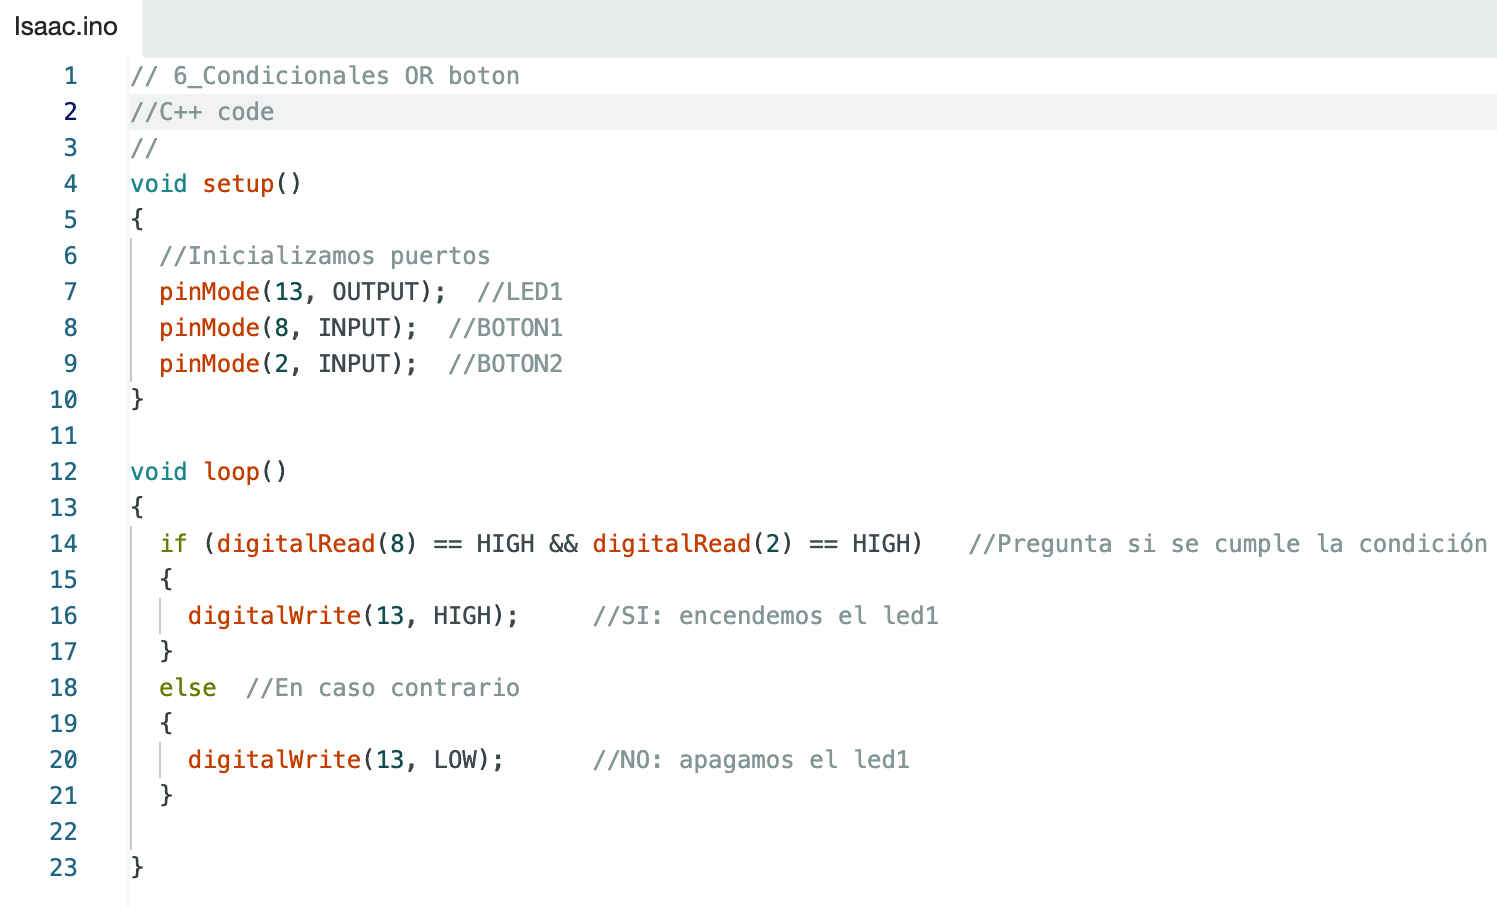 Isaac.ino
1 // 6_Condicionales OR boton
2 //C++ code
3 //
4 void setup()
5 {
6 //Inicializamos puertos
7 pinMode(13, OUTPUT);  //LED1
8 pinMode(8, INPUT);  //BOTON1
9 pinMode(2, INPUT);  //BOTON2
10 }
11
12 void loop()
13 {
14 if (digitalRead(8) == HIGH && digitalRead(2) == HIGH)   //Pregunta si se cumple la condición
15 {
16 digitalWrite(13, HIGH);     //SI: encendemos el led1
17 }
18 else  //En caso contrario
19 {
20 digitalWrite(13, LOW);      //NO: apagamos el led1
21 }
22
23 }